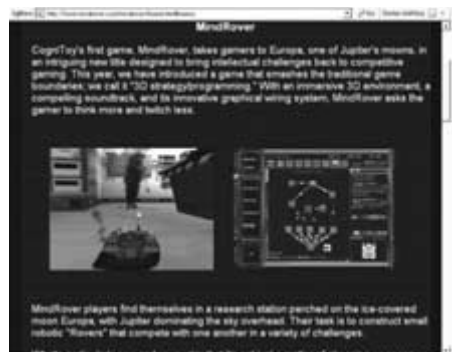 MindRover
CogniToy's first game, MindRover, takes gamers to Europa, one of Jupiter's moons, in
an intriguing new title designed to bring intellectual challenges back to competitive
gaming. This year, we have introduced a game that smashes the traditional game
boundaries; we call it "3D strategy/programming." With an immersive 3D environment, a
compelling soundtrack, and its innovative graphical wiring system, MindRover asks the
gamer to think more and twitch less.
MindRover players find themselves in a research station perched on the ice-covered
moon Europa, with Jupiter dominating the sky overhead. Their task is to construct small
robotic "Rovers" that compete with one another in a variety of challenges.